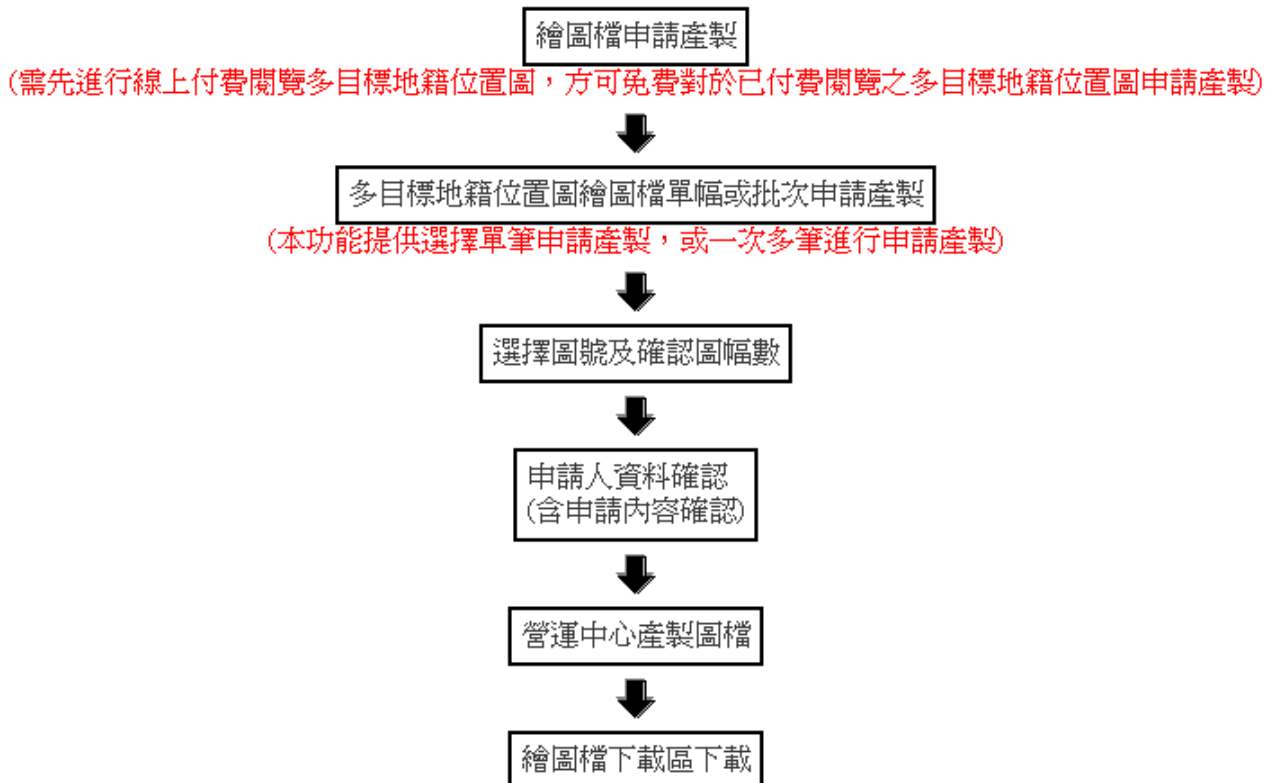 繪圖檔申請產製
(需先進行線上付費閱覽多目標地籍位置圖，方可免費對於已付費閱覽之多目標地籍位置圖申請產製)
多目標地籍位置圖繪圖檔單幅或批次申請產製
(本功能提供選擇單筆申請產製，或一次多筆進行申請產製)
選擇圖號及確認圖幅數
申請人資料確認
(含申請內容確認)
營運中心產製圖檔
繪圖檔下載區下載